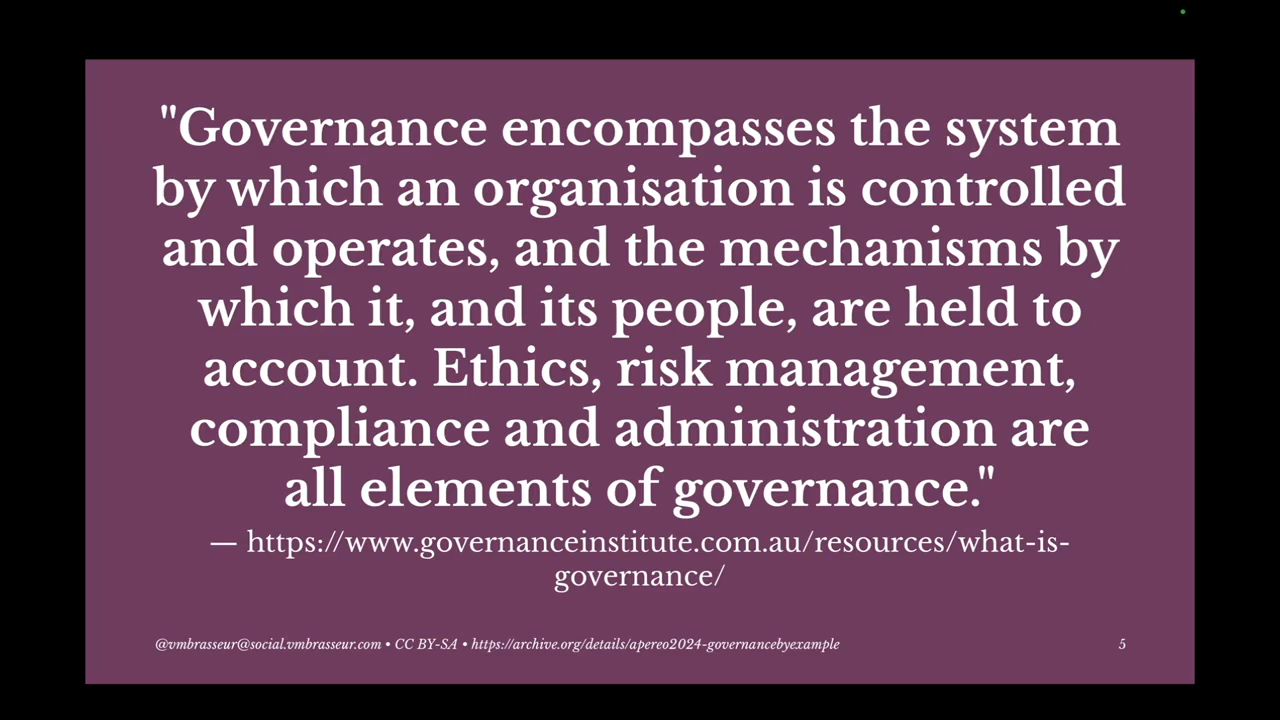 "Governance encompasses the system
by which an organisation is controlled
and operates, and the mechanisms by
which it, and its people, are held to
account. Ethics, risk management,
compliance and administration are
all elements of governance."
— https://www.governanceinstitute.com.au/resources/what-is-
governance/
@vmbrasseur@social.vmbrasseur.com • CC BY-SA • https://archive.org/details/apereo2024-governancebyexample 5